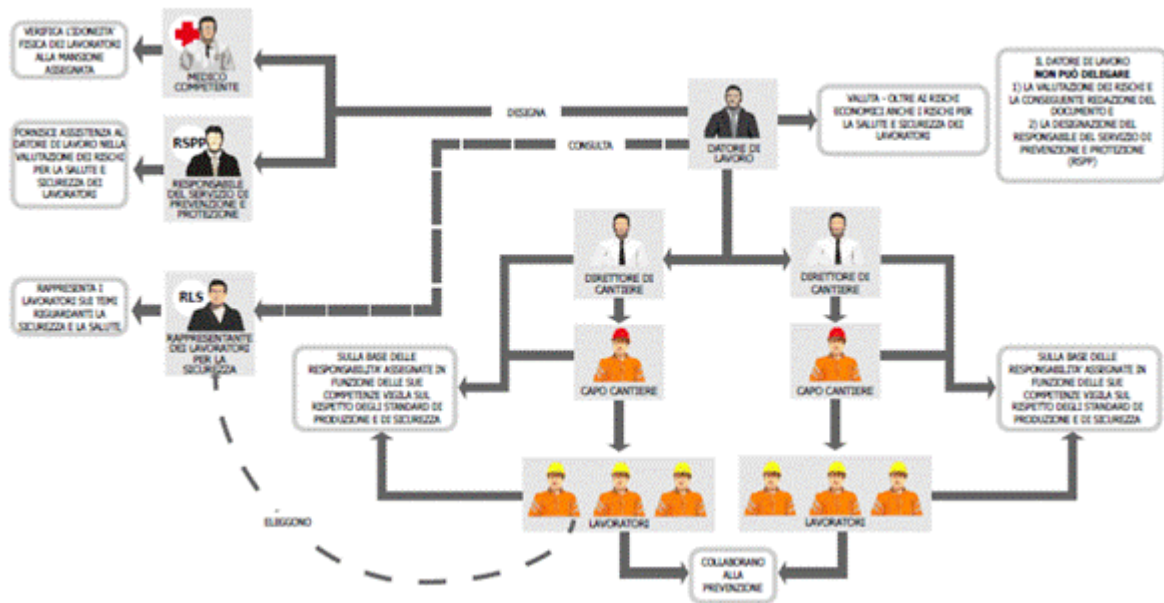 VERIFICA L'IDONEITA'
FISICA DEI LAVORATORI
ALLA MANSIONE
ASSEGNATA
MEDICO
COMPETENTE
FORNISCE ASSISTENZA AL
DATORE DI LAVORO NELLA
VALUTAZIONE DEI RISCHI
PER LA SALUTE E
SICUREZZA DEI
LAVORATORI
RSPP
RESPONSABILE
DEL SERVIZIO DI
PREVENZIONE E
PROTEZIONE
RAPPRESENTA I
LAVORATORI SUI TEMI
RIGUARDANTI LA
SICUREZZA E LA SALUTE
RLS
RAPPRESENTANTE
DEI LAVORATORI
PER LA
SICUREZZA
DESIGNA
CONSULTA
DATORE DI
LAVORO
VALUTA - OLTRE AI RISCHI
ECONOMICI ANCHE I RISCHI PER
LA SALUTE E SICUREZZA DEI
LAVORATORI
IL DATORE DI LAVORO
NON PUÒ DELEGARE
1) LA VALUTAZIONE DEI RISCHI E
LA CONSEGUENTE REDAZIONE DEL
DOCUMENTO E
2) LA DESIGNAZIONE DEL
RESPONSABILE DEL SERVIZIO DI
PREVENZIONE E PROTEZIONE
(RSPP)
DIRETTORE DI
CANTIERE
DIRETTORE DI
CANTIERE
CAPO CANTIERE
CAPO CANTIERE
SULLA BASE DELLE
RESPONSABILITA' ASSEGNATE IN
FUNZIONE DELLE SUE
COMPETENZE VIGILA SUL
RISPETTO DEGLI STANDARD DI
PRODUZIONE E DI SICUREZZA
SULLA BASE DELLE
RESPONSABILITA' ASSEGNATE IN
FUNZIONE DELLE SUE
COMPETENZE VIGILA SUL
RISPETTO DEGLI STANDARD DI
PRODUZIONE E DI SICUREZZA
LAVORATORI
LAVORATORI
ELEGGONO
COLLABORANO
ALLA
PREVENZIONE